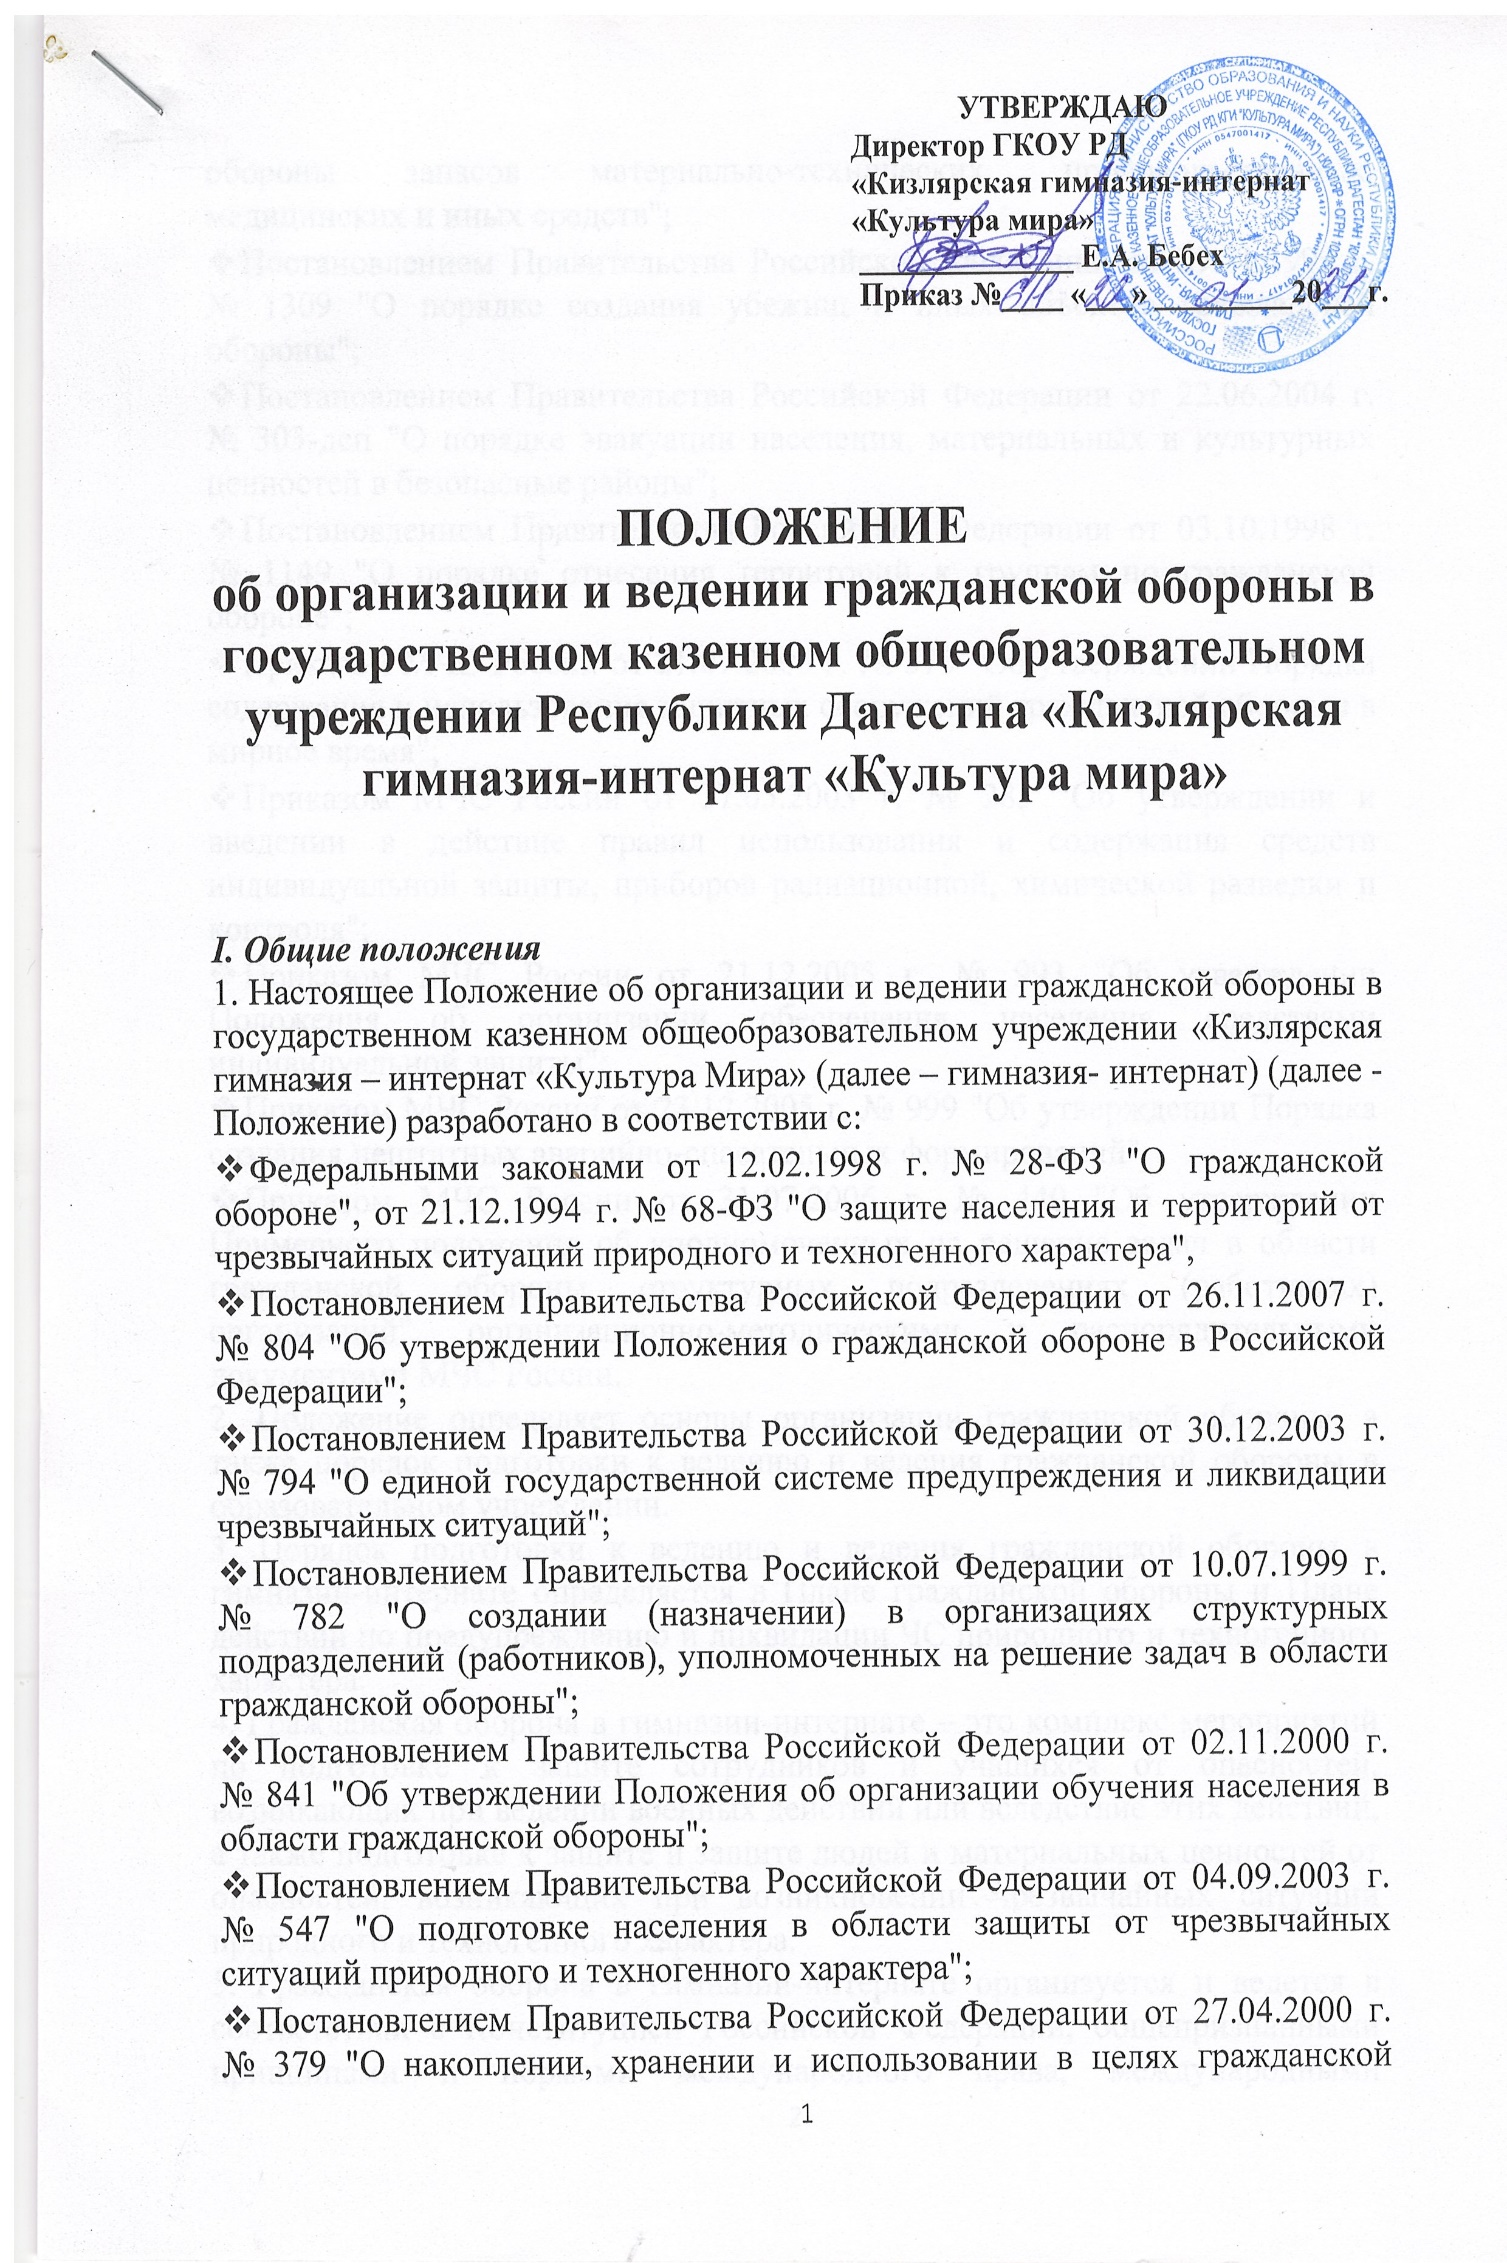 УТВЕРЖДАЮ
Директор ГКОУ РД
«Кизлярская гимназия-интернат
«Культура мира»
Е.А. Бебех
Приказ № « » 20 г.
ПОЛОЖЕНИЕ
об организации и ведении гражданской обороны в
государственном казенном общеобразовательном
учреждении Республики Дагестна «Кизлярская
гимназия-интернат «Культура мира»
I. Общие положения
1. Настоящее Положение об организации и ведении гражданской обороны в
государственном казенном общеобразовательном учреждении «Кизлярская
гимназия – интернат «Культура Мира» (далее – гимназия- интернат) (далее -
Положение) разработано в соответствии с:
❖Федеральными законами от 12.02.1998 г. № 28-ФЗ "О гражданской
обороне", от 21.12.1994 г. № 68-ФЗ "О защите населения и территорий от
чрезвычайных ситуаций природного и техногенного характера",
❖Постановлением Правительства Российской Федерации от 26.11.2007 г.
№ 804 "Об утверждении Положения о гражданской обороне в Российской
Федерации";
❖Постановлением Правительства Российской Федерации от 30.12.2003 г.
№ 794 "О единой государственной системе предупреждения и ликвидации
чрезвычайных ситуаций";
❖Постановлением Правительства Российской Федерации от 10.07.1999 г.
№ 782 "О создании (назначении) в организациях структурных
подразделений (работников), уполномоченных на решение задач в области
гражданской обороны";
❖Постановлением Правительства Российской Федерации от 02.11.2000 г.
№ 841 "Об утверждении Положения об организации обучения населения в
области гражданской обороны";
❖Постановлением Правительства Российской Федерации от 04.09.2003 г.
№ 547 "О подготовке населения в области защиты от чрезвычайных
ситуаций природного и техногенного характера";
❖Постановлением Правительства Российской Федерации от 27.04.2000 г.
№ 379 "О накоплении, хранении и использовании в целях гражданской
1